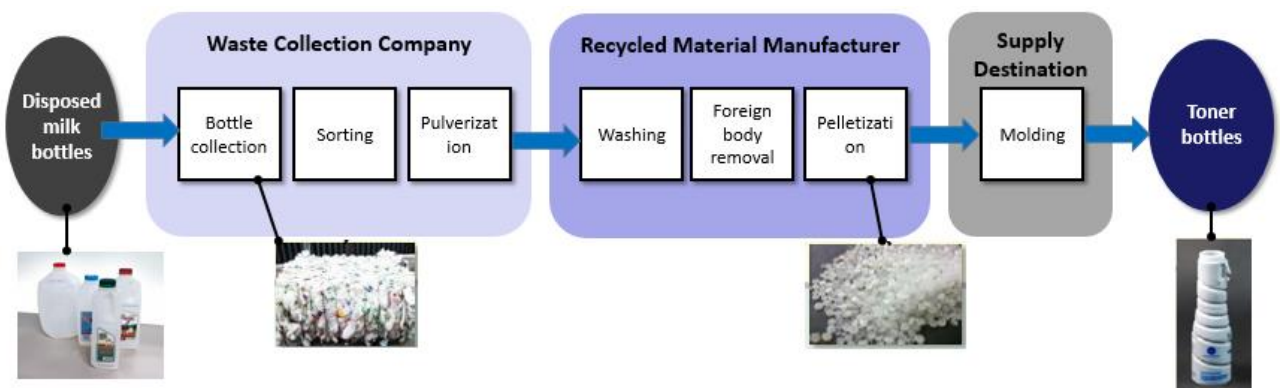 Waste Collection Company
Recycled Material Manufacturer
Supply
Destination
Disposed
milk
bottles
Bottle
collection
Sorting
Pulverizat
ion
Washing
Foreign
body
removal
Pelletizati
on
Molding
Toner
bottles